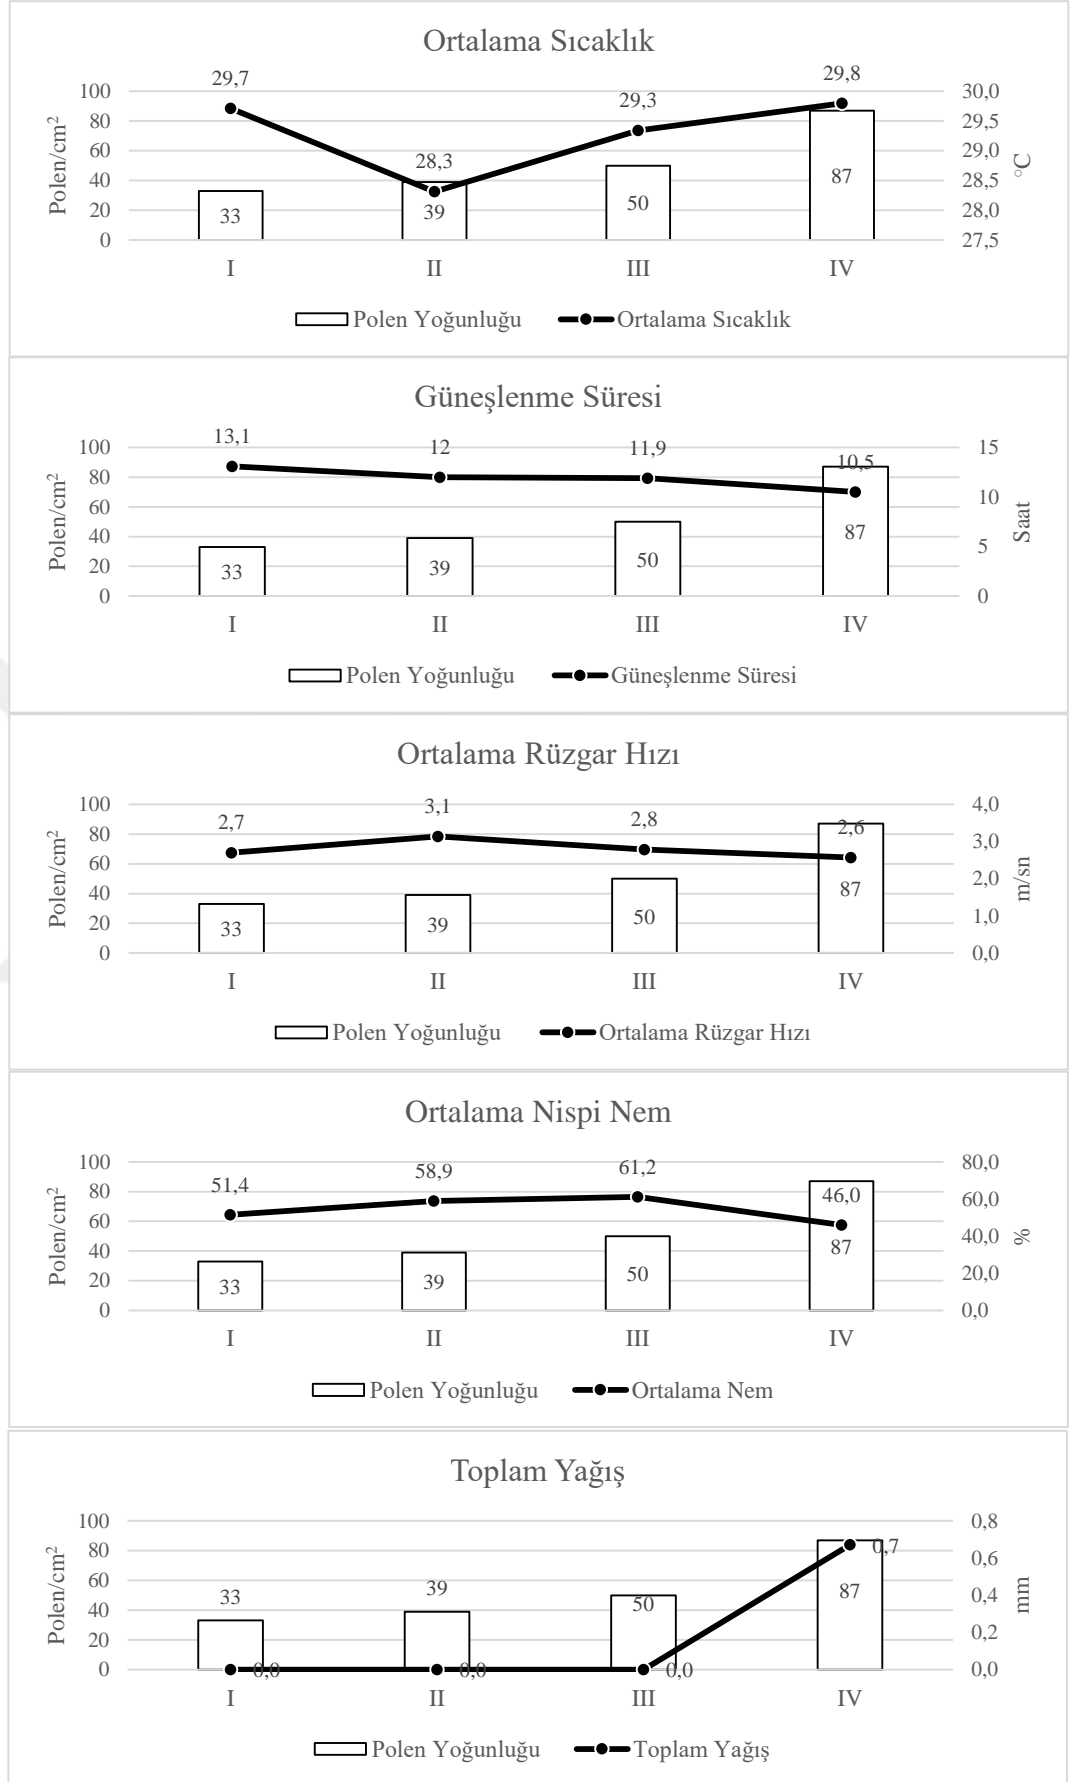 Ortalama Sıcaklık
29,7 28,3 29,3 29,8
Polen/cm²
100 80 60 40 20 0
33 39 50 87
30,0 29,5 29,0 28,5 28,0 27,5
°C
I II III IV
Polen Yoğunluğu Ortalama Sıcaklık
Güneşlenme Süresi
13,1 12 11,9 10,5
Polen/cm²
100 80 60 40 20 0
33 39 50 87
15 10 5 0
Saat
I II III IV
Polen Yoğunluğu Güneşlenme Süresi
Ortalama Rüzgar Hızı
2,7 3,1 2,8 2,6
Polen/cm²
100 80 60 40 20 0
33 39 50 87
4,0 3,0 2,0 1,0 0,0
m/sn
I II III IV
Polen Yoğunluğu Ortalama Rüzgar Hızı
Ortalama Nispi Nem
51,4 58,9 61,2 46,0
Polen/cm²
100 80 60 40 20 0
33 39 50 87
80,0 60,0 40,0 20,0 0,0
%
I II III IV
Polen Yoğunluğu Ortalama Nem
Toplam Yağış
Polen/cm²
100 80 60 40 20 0
33 39 50 87
0,0 0,0 0,0 0,7
0,8 0,6 0,4 0,2 0,0
mm
I II III IV
Polen Yoğunluğu Toplam Yağış